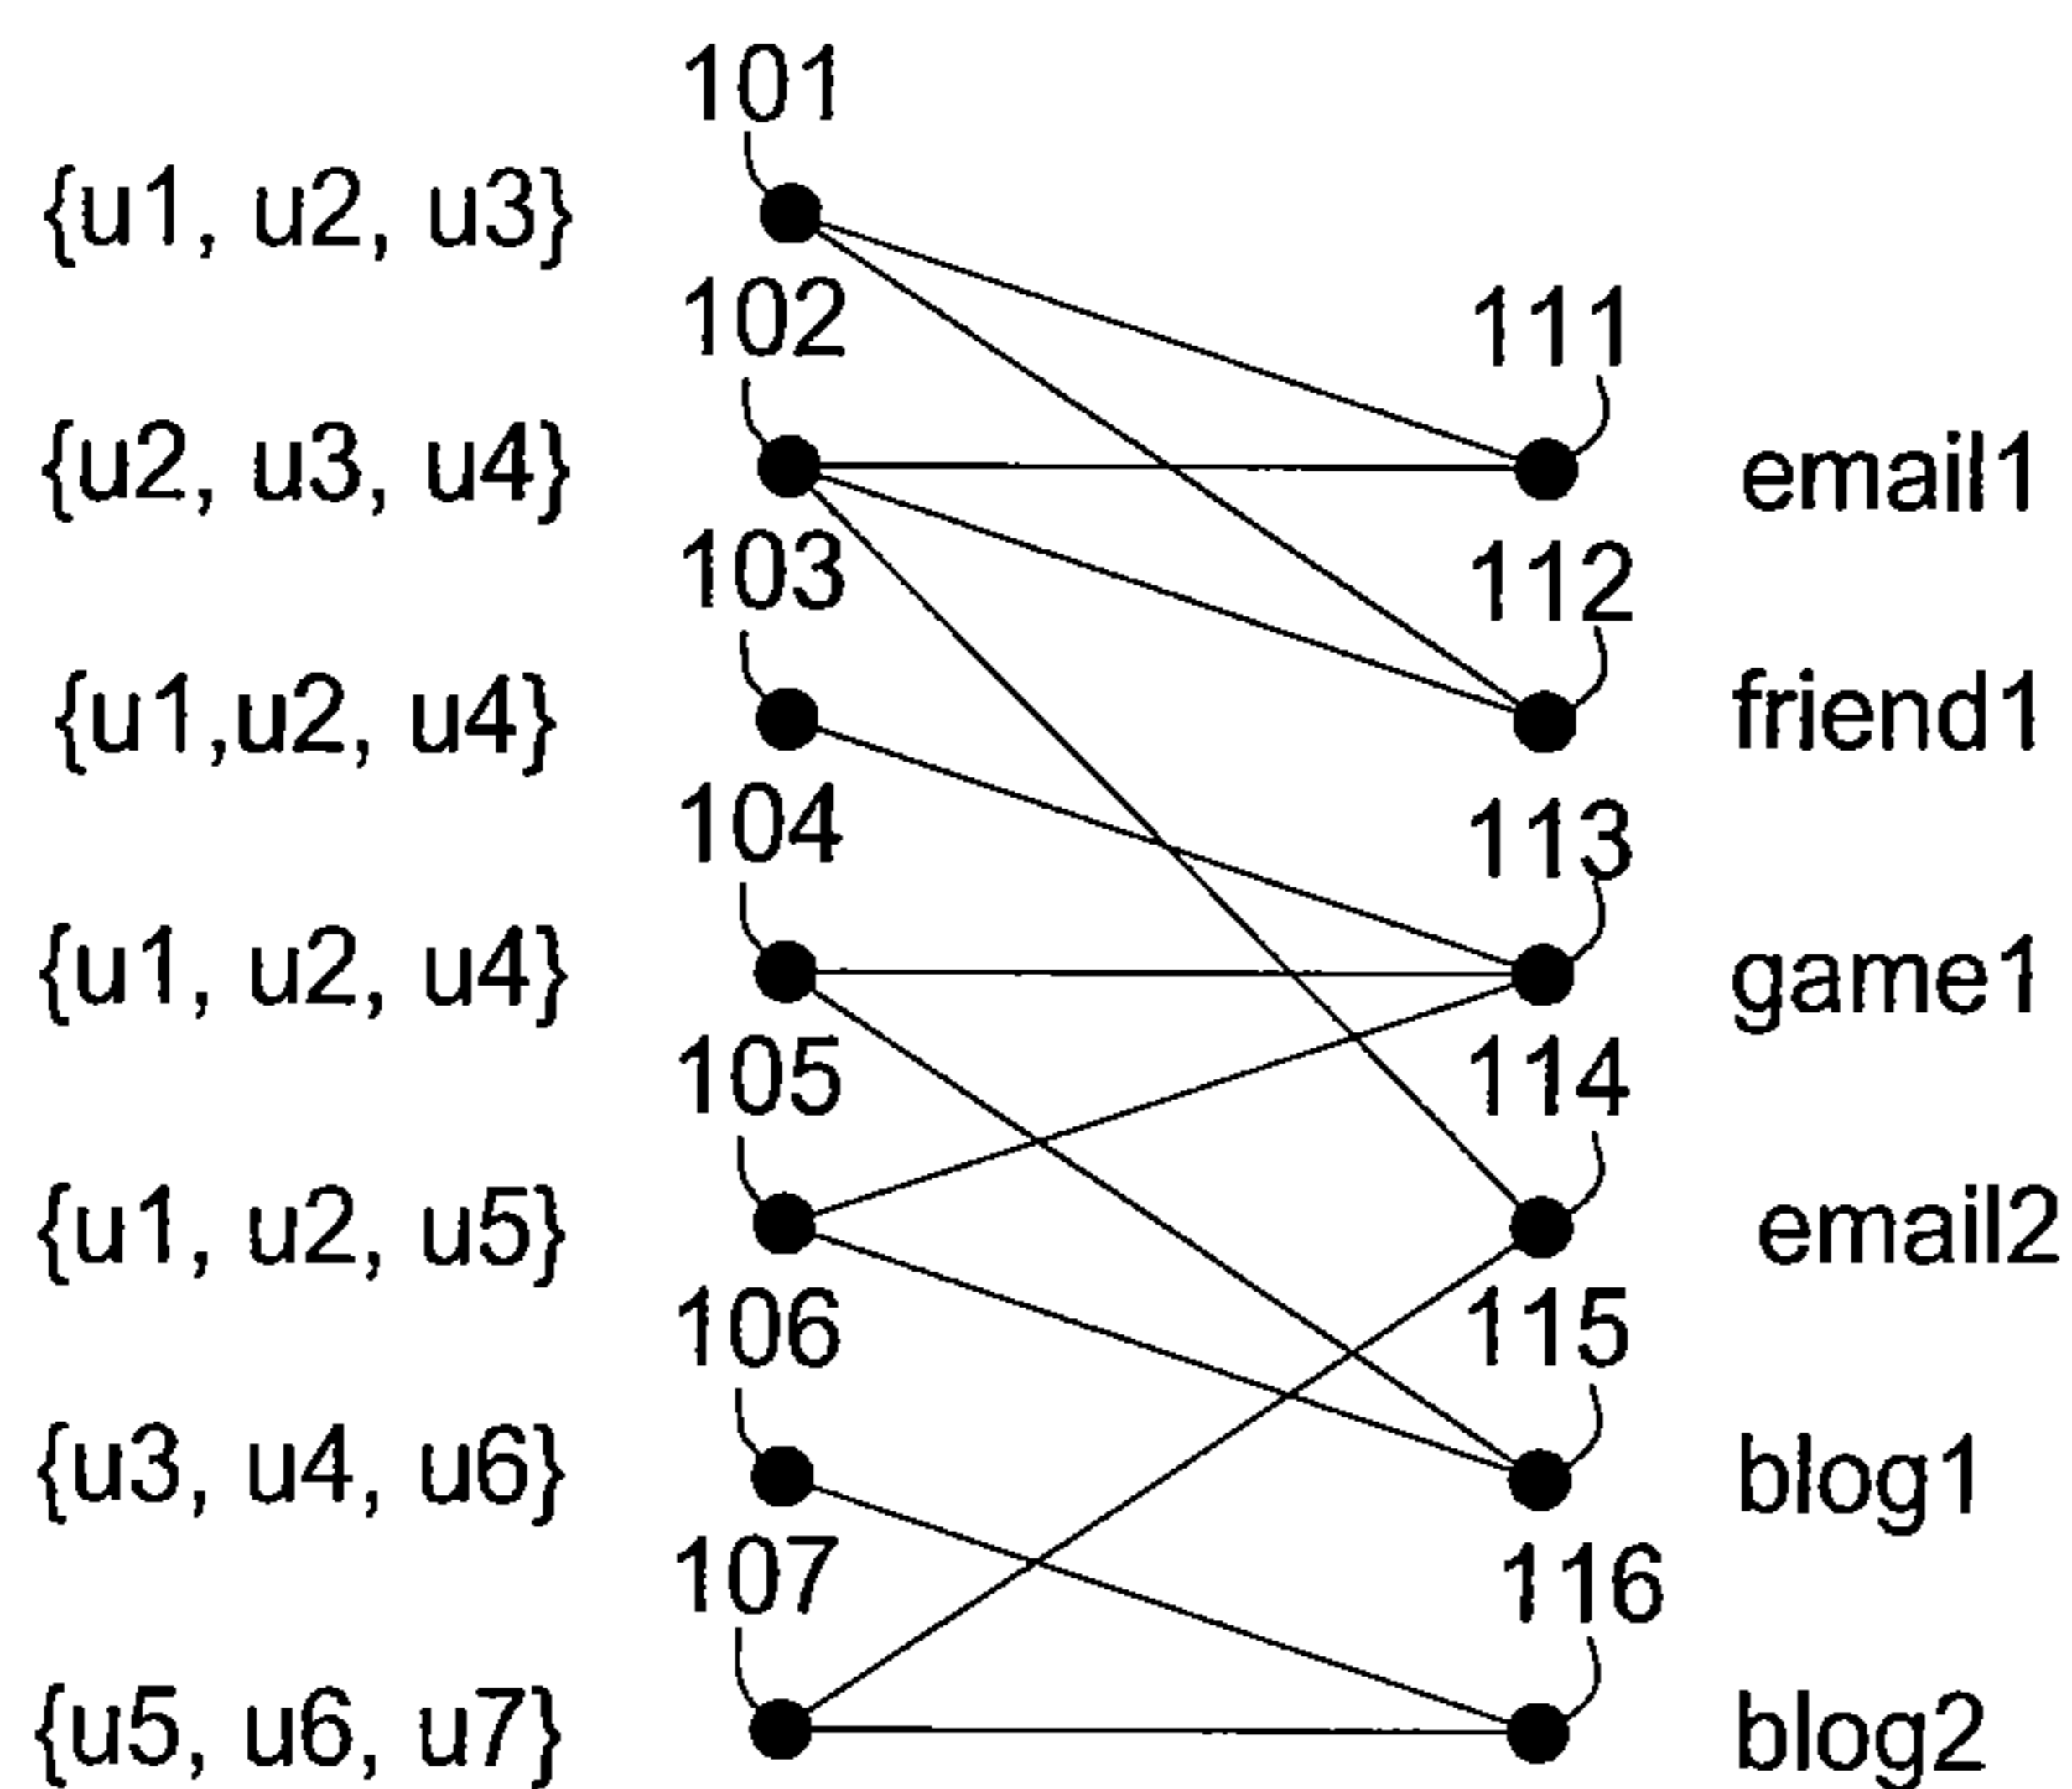 101
{u1, u2, u3}
102
111
{u2, u3, u4}
email1
103
112
{u1,u2, u4}
friend1
104
113
{u1, u2, u4}
game1
105
114
{u1, u2, u5}
email2
106
115
{u3, u4, u6}
blog1
107
116
{u5, u6, u7}
blog2